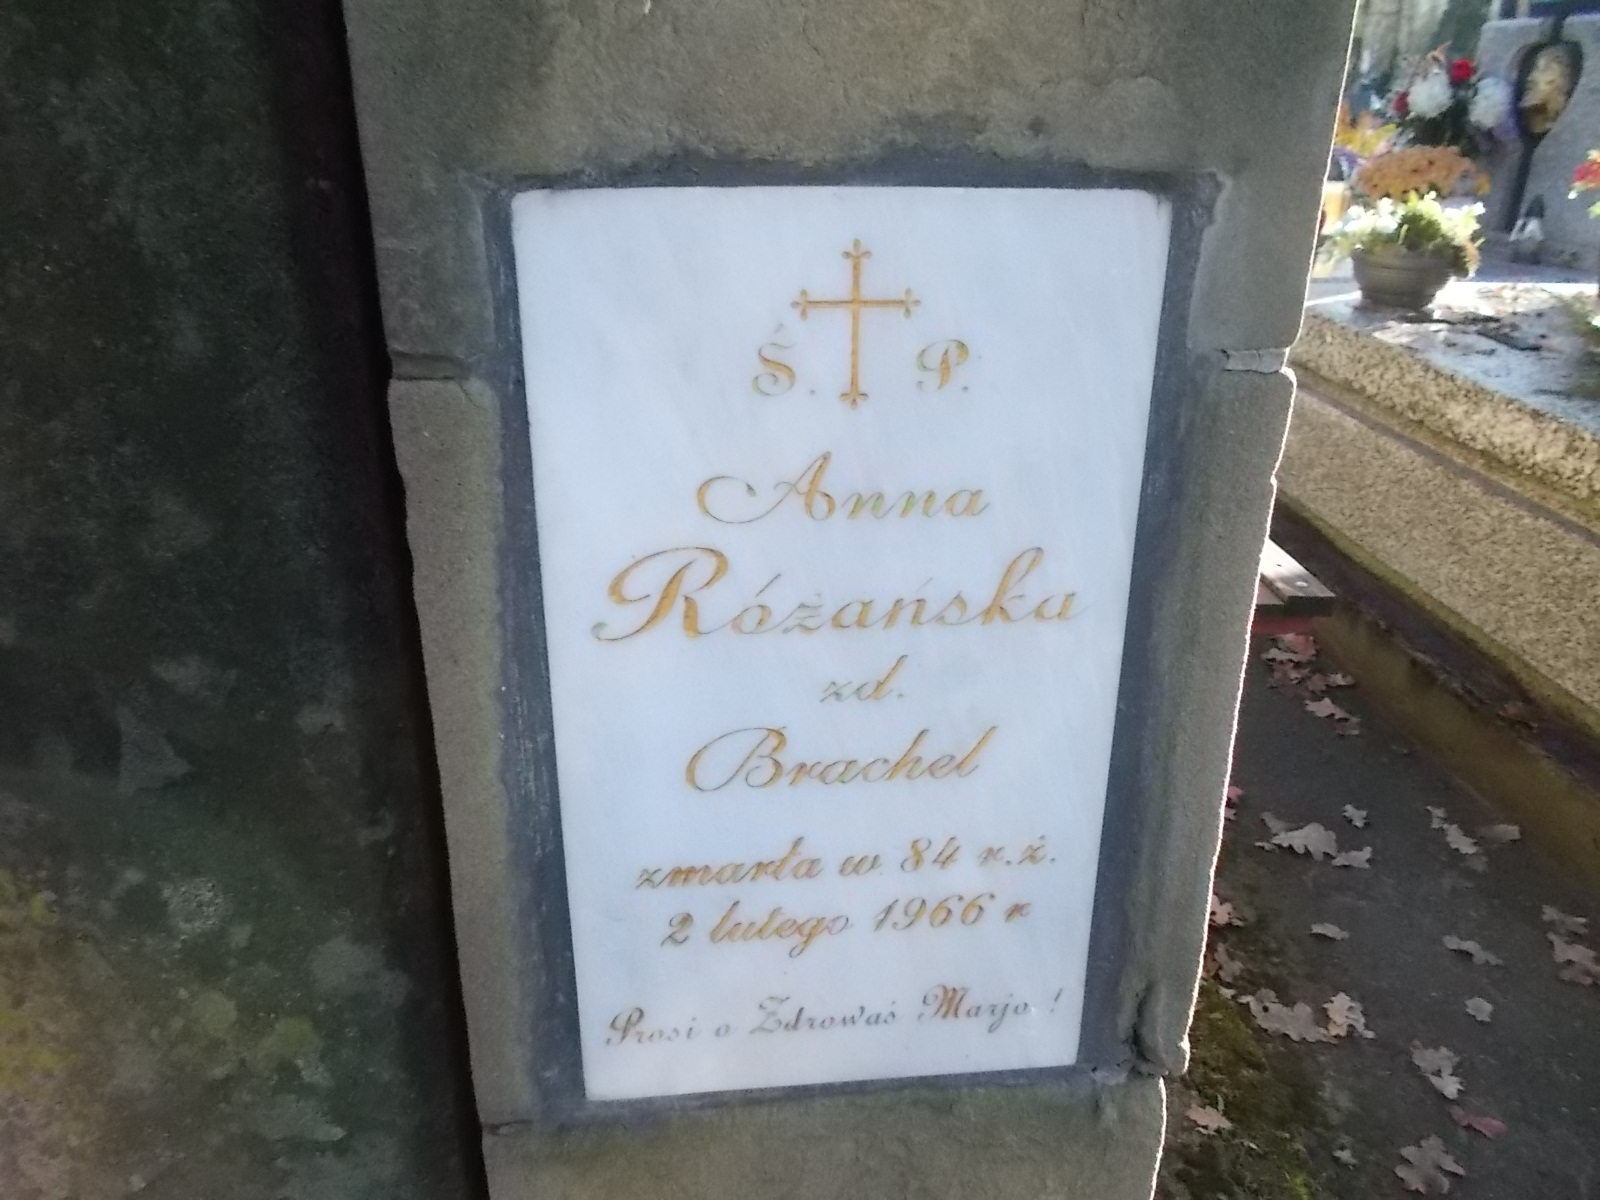 Ś. P.
Anna
Różańska
zd.
Brachel
zmarła w 84 r.ż.
2 lutego 1966 r
Prosi o Zdrowaś Marjo!